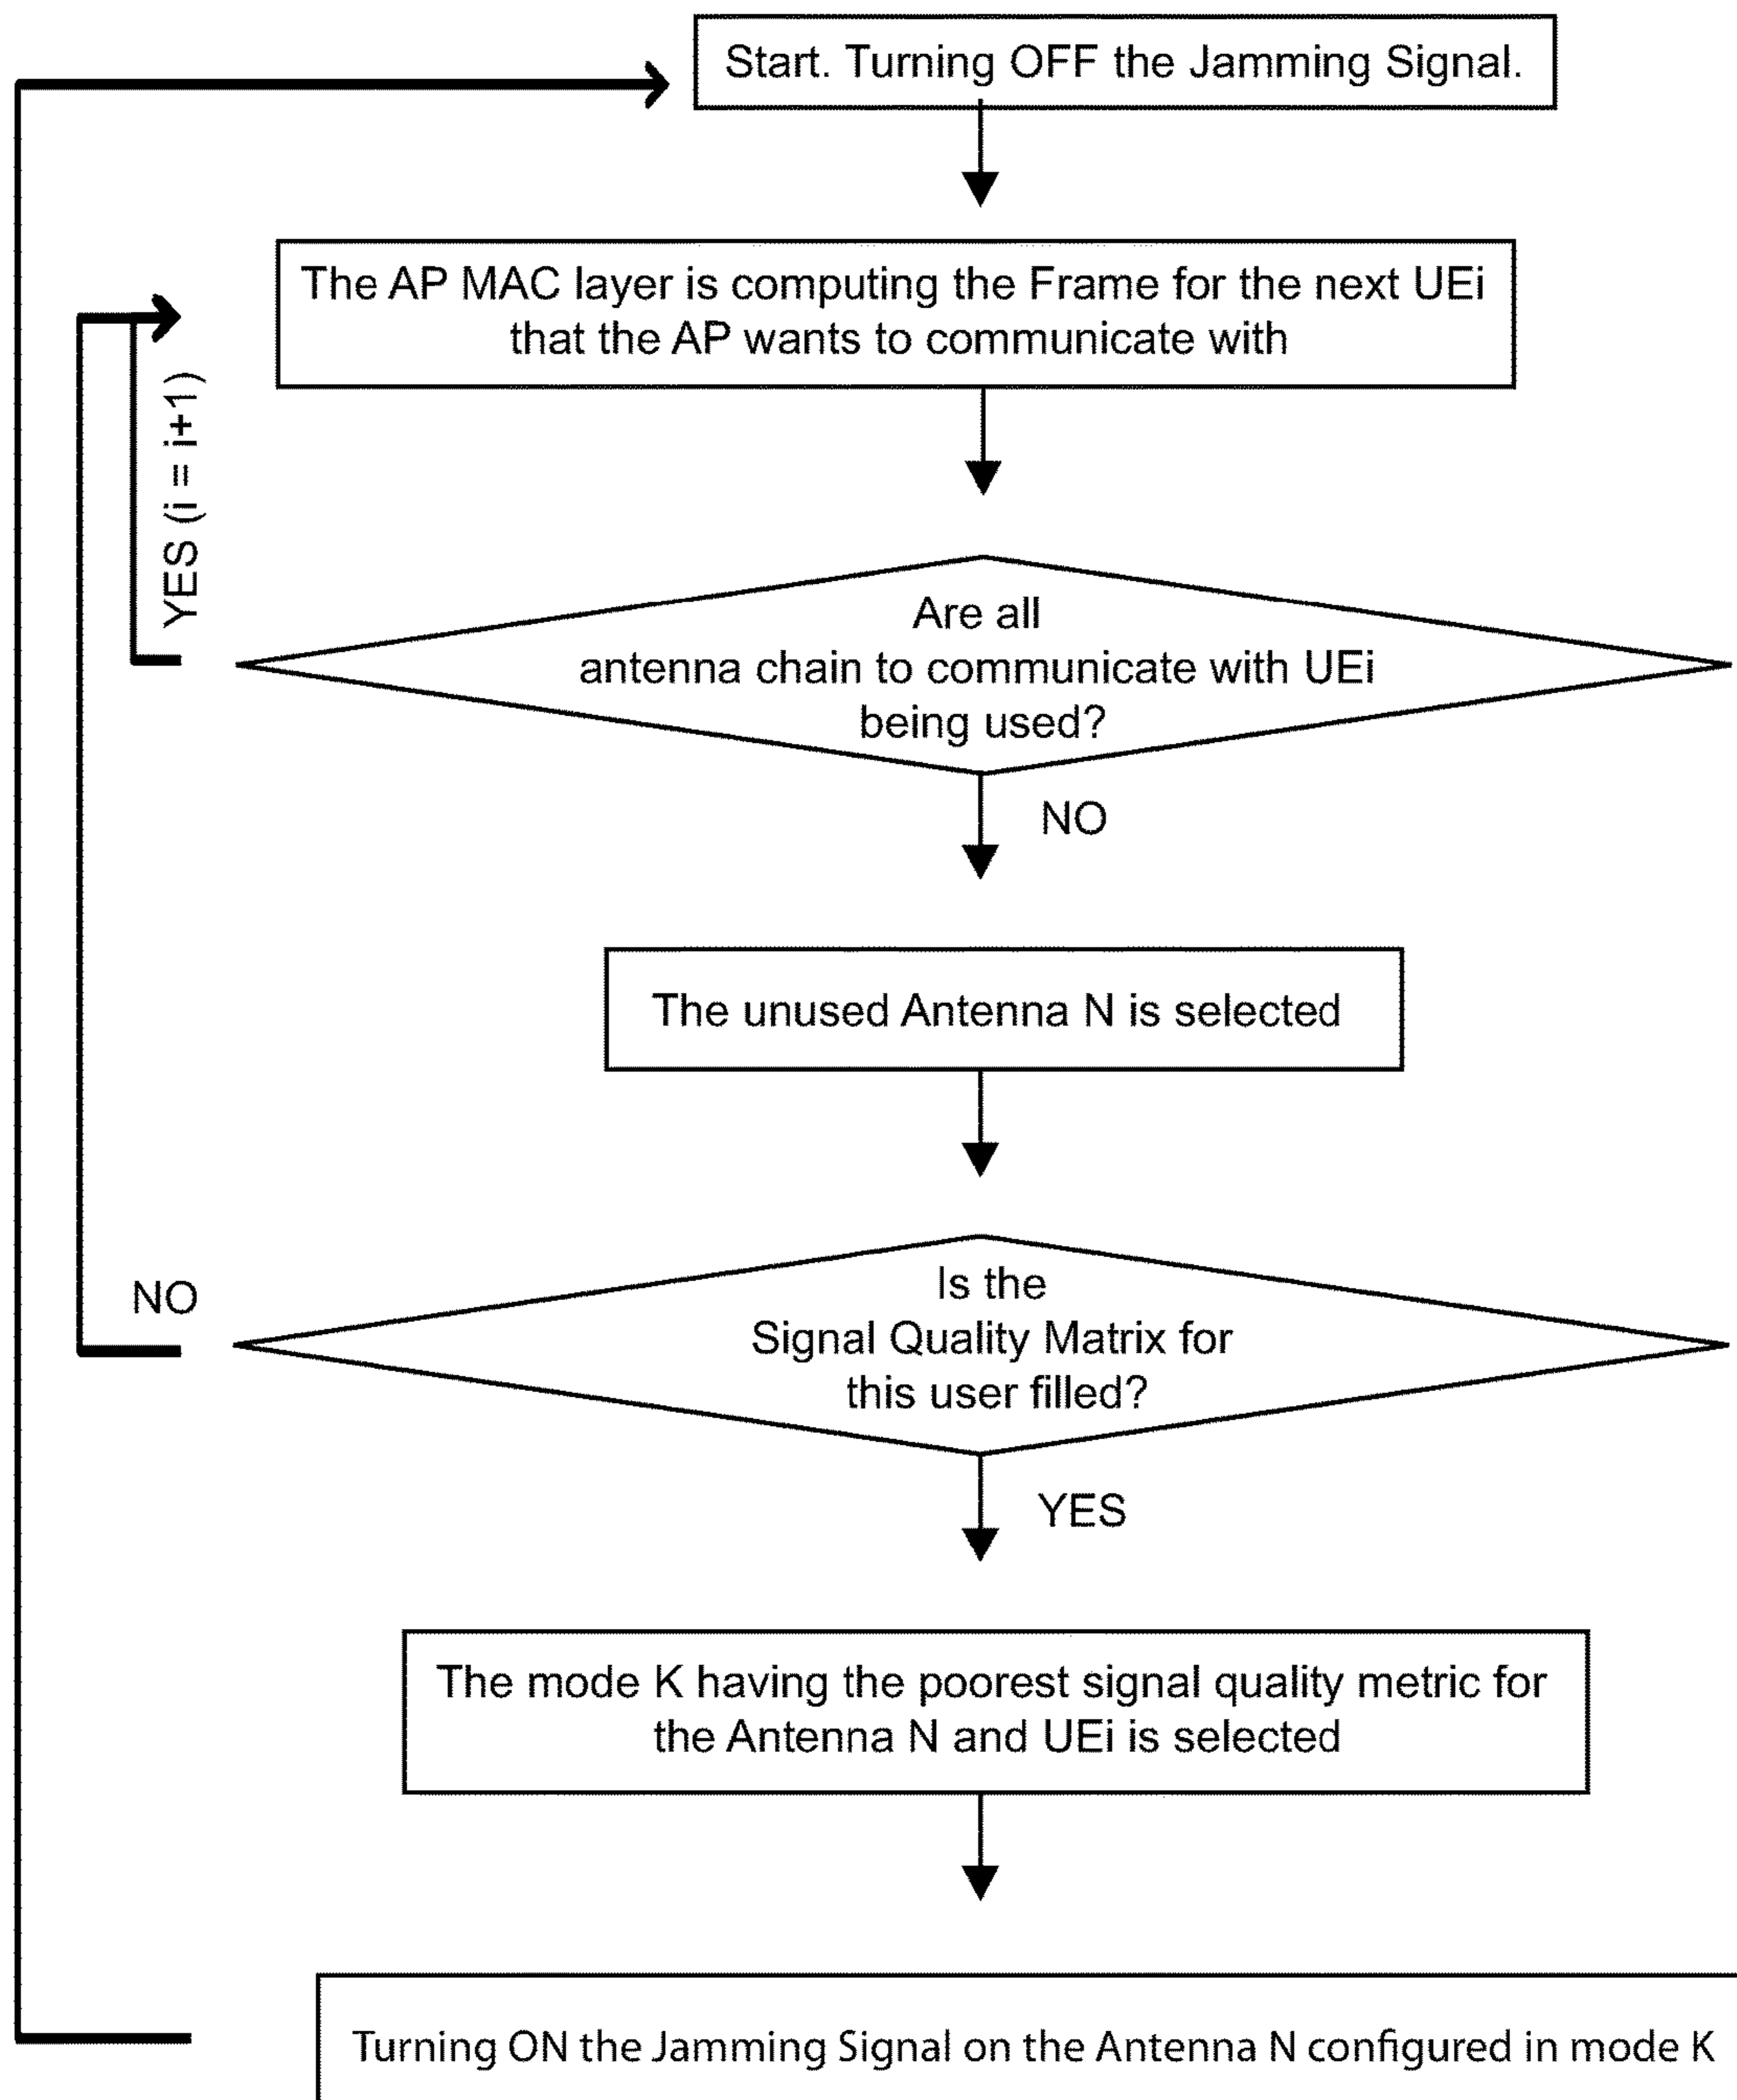 Start. Turning OFF the Jamming Signal.
The AP MAC layer is computing the Frame for the next UEi
that the AP wants to communicate with
YES (i = i+1)
Are all
antenna chain to communicate with UEi
being used?
NO
The unused Antenna N is selected
Is the
Signal Quality Matrix for
this user filled?
NO
YES
The mode K having the poorest signal quality metric for
the Antenna N and UEi is selected
Turning ON the Jamming Signal on the Antenna N configured in mode K